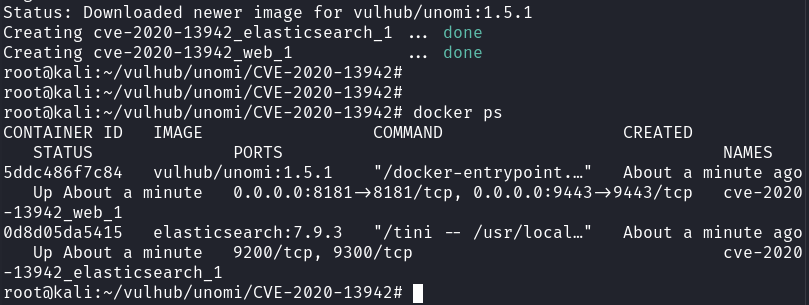 Status: Downloaded newer image for vulhub/unomi:1.5.1
Creating cve-2020-13942_elasticsearch_1 ... done
Creating cve-2020-13942_web_1           ... done
root@kali:~/vulhub/unomi/CVE-2020-13942#
root@kali:~/vulhub/unomi/CVE-2020-13942#
root@kali:~/vulhub/unomi/CVE-2020-13942# docker ps
CONTAINER ID   IMAGE                 COMMAND                  CREATED
   STATUS              PORTS                                            NAMES
5ddc486f7c84   vulhub/unomi:1.5.1    "/docker-entrypoint.…"   About a minute ago
   Up About a minute   0.0.0.0:8181->8181/tcp, 0.0.0.0:9443->9443/tcp   cve-2020
-13942_web_1
0d8d05da5415   elasticsearch:7.9.3   "/tini -- /usr/local…"   About a minute ago
   Up About a minute   9200/tcp, 9300/tcp                               cve-2020
-13942_elasticsearch_1
root@kali:~/vulhub/unomi/CVE-2020-13942#